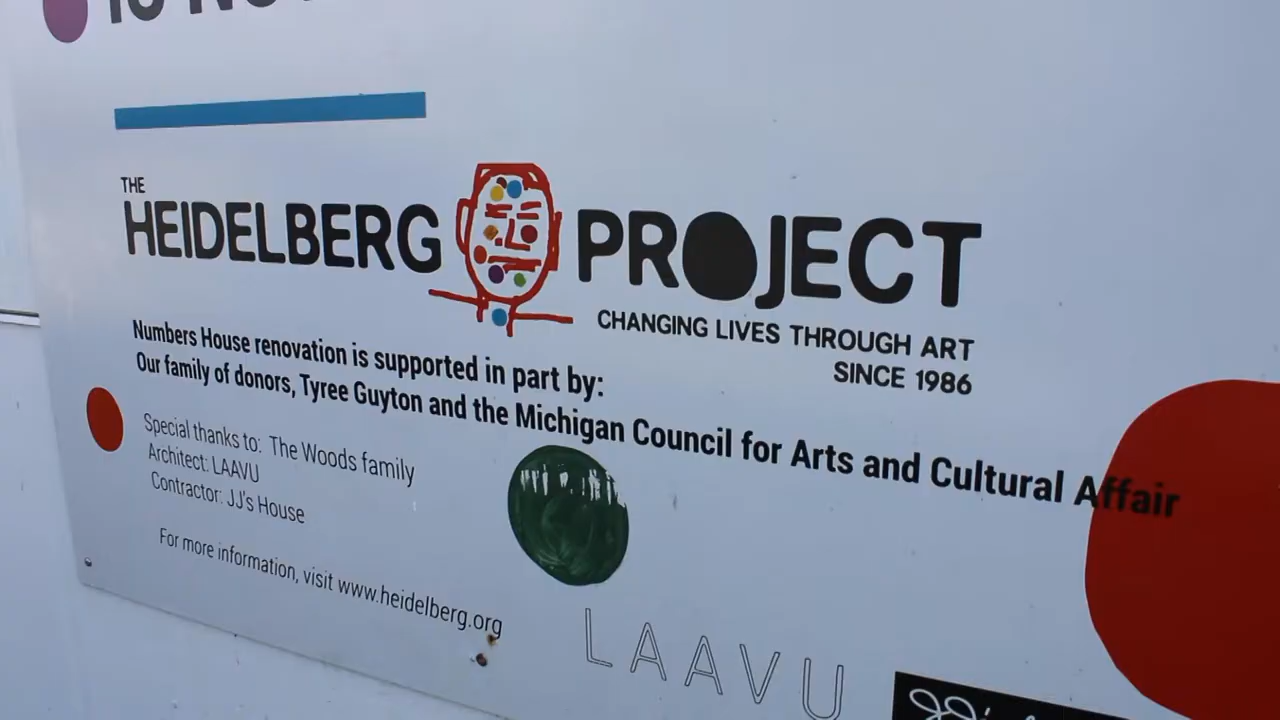 THE
HEIDELBERG PROJECT
CHANGING LIVES THROUGH ART
SINCE 1986
Numbers House renovation is supported in part by:
Our family of donors, Tyree Guyton and the Michigan Council for Arts and Cultural Affair
Special thanks to: The Woods family
Architect: LAAVU
Contractor: JJ's House
For more information, visit www.heidelberg.org
LAAVU